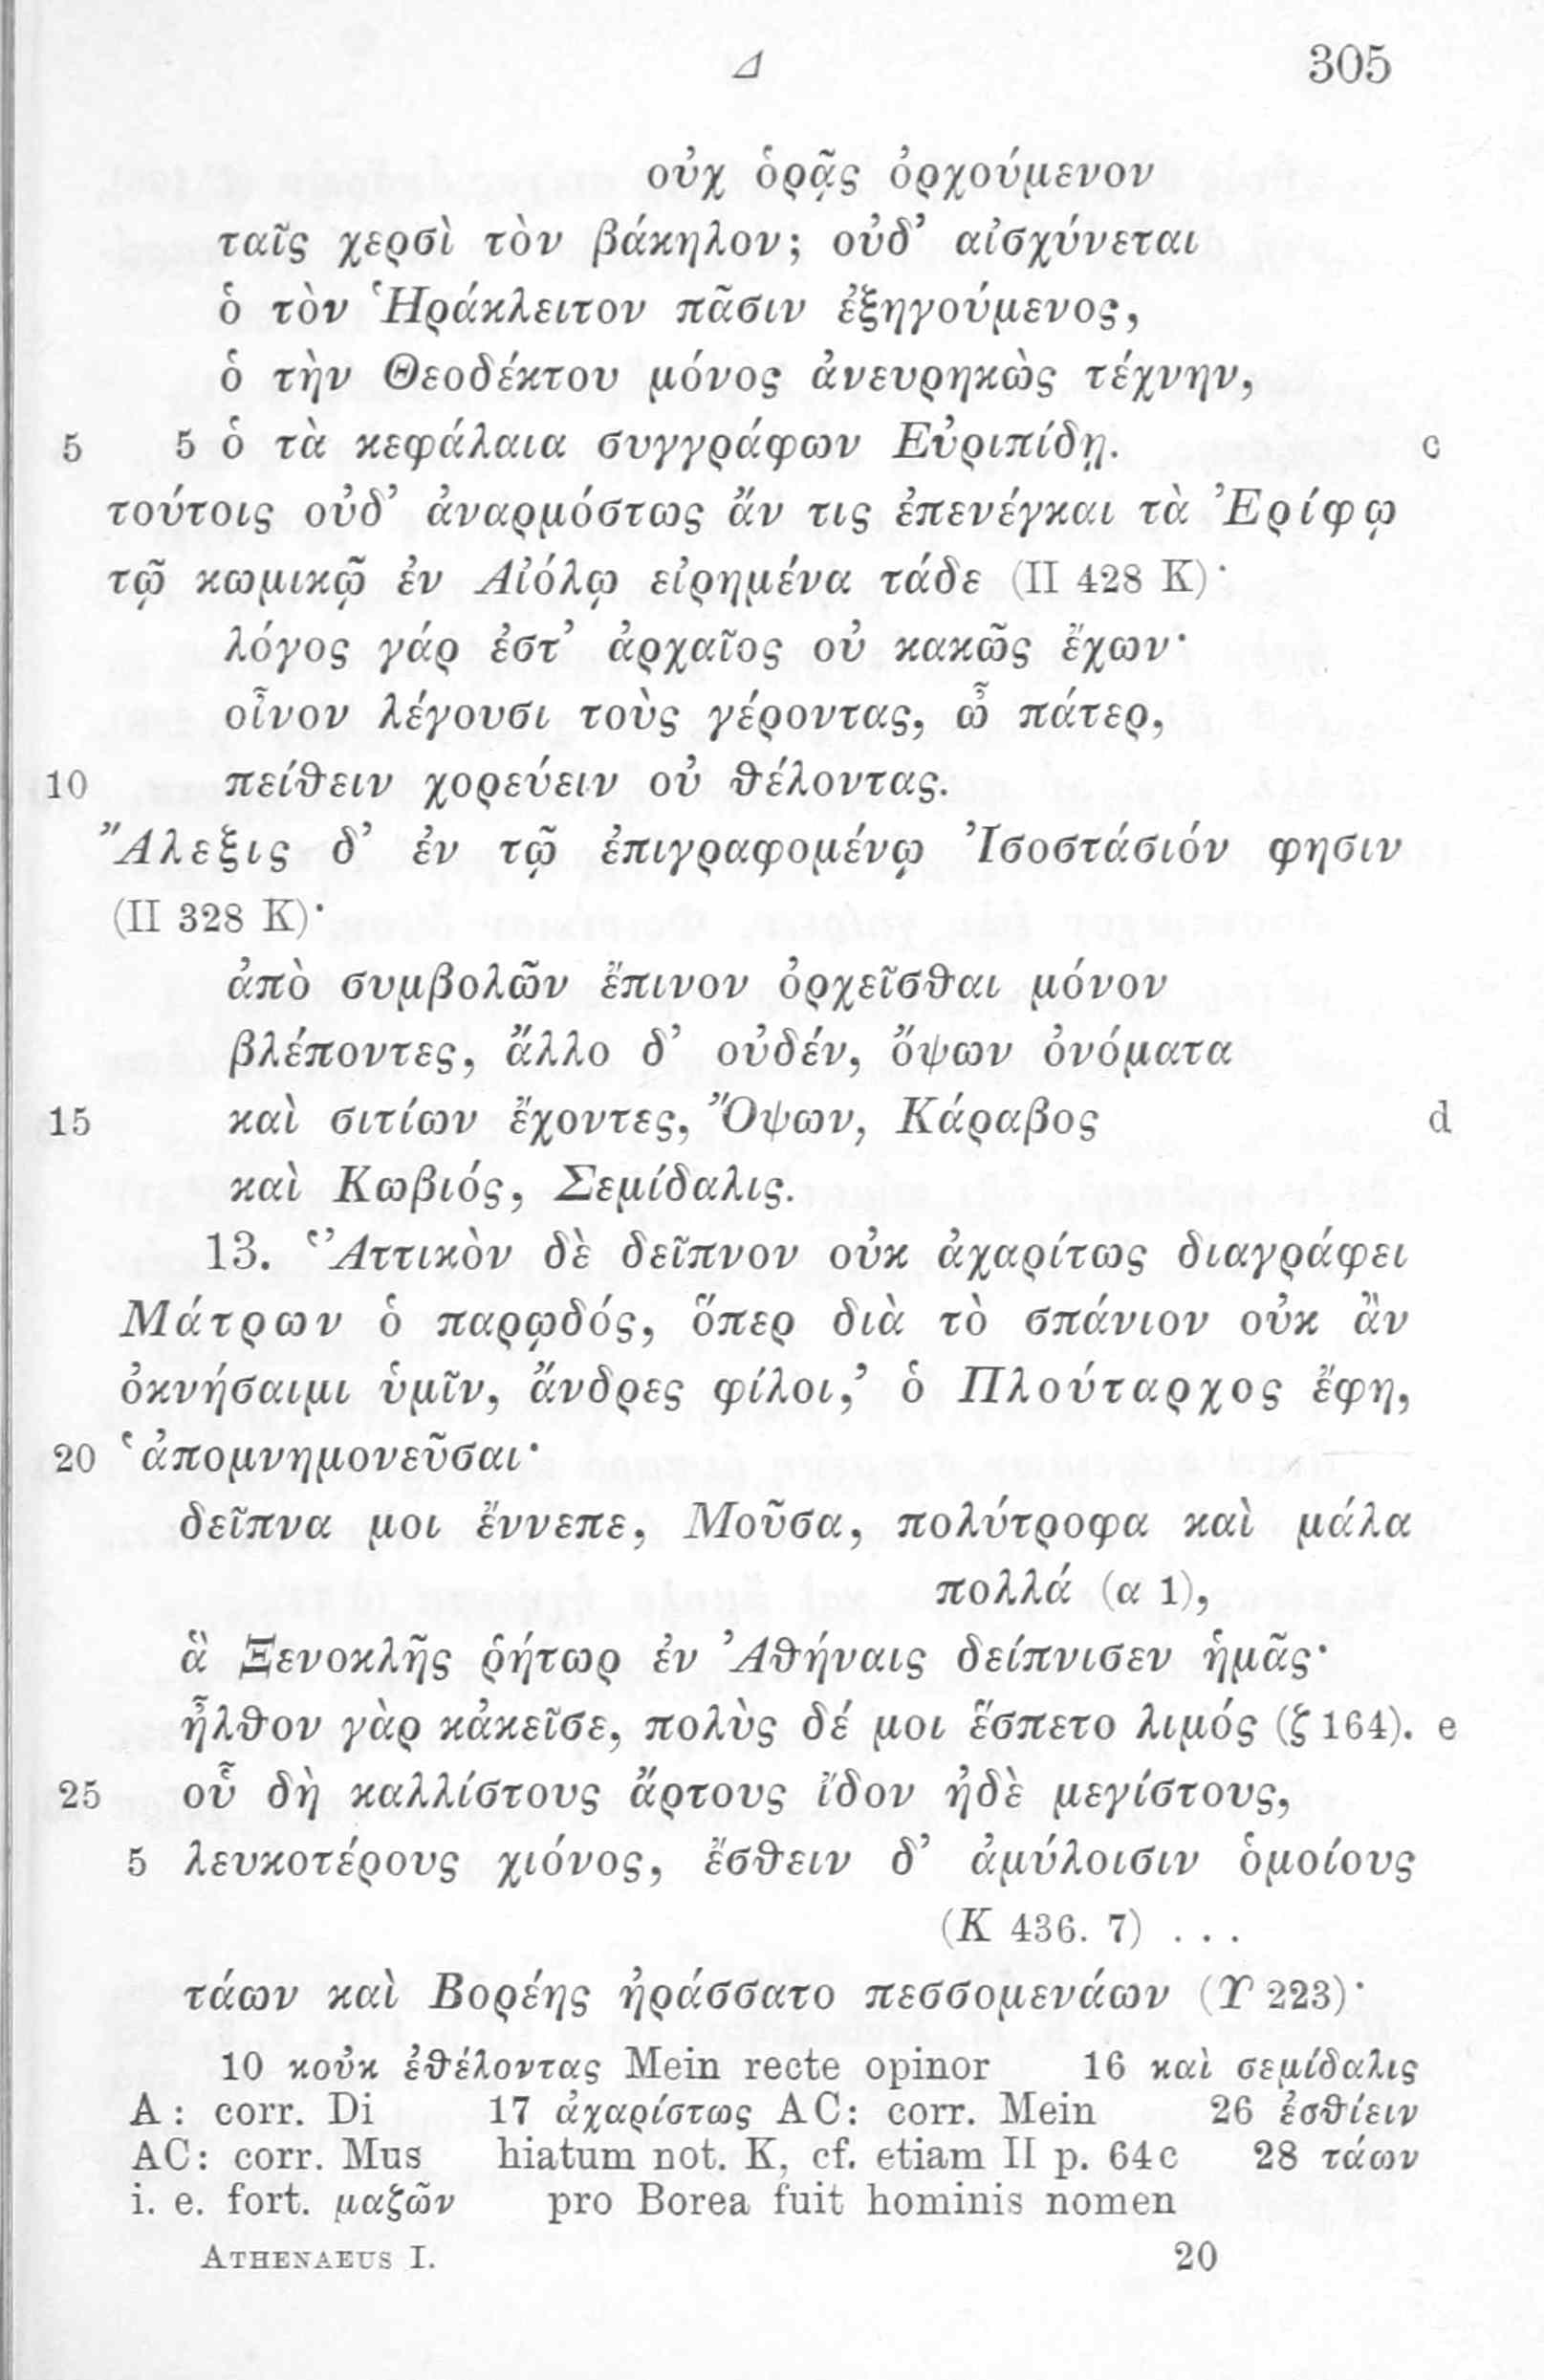 Δ 305
οὐχ ὁρᾷς ὀρχούμενον
ταῖς χερσὶ τὸν βάκηλον; οὐδ’ αἰσχύνεται
ὁ τὸν Ἡράκλειτον πᾶσιν ἐξηγούμενος,
ὁ τὴν Θεοδέκτου μόνος ἀνευρηκὼς τέχνην,
5 5 ὁ τὰ κεφάλαια συγγράφων Εὐριπίδῃ. c
τούτοις οὐδ’ ἀναρμόστως ἄν τις ἐπενέγκαι τὰ Ἐρίφῳ
τῷ κωμικῷ ἐν Αἰόλῳ εἰρημένα τάδε (II 428 K)·
λόγος γάρ ἐστ’ ἀρχαῖος οὐ κακῶς ἔχων·
οἶνον λέγουσι τοὺς γέροντας, ὦ πάτερ,
10 πείθειν χορεύειν οὐ θέλοντας.
Ἄλεξις δ’ ἐν τῷ ἐπιγραφομένῳ Ἰσοστάσιόν φησιν
(II 328 K)·
ἀπὸ συμβολῶν ἔπινον ὀρχεῖσθαι μόνον
βλέποντες, ἄλλο δ’ οὐδέν, ὄψων ὀνόματα
15 καὶ σιτίων ἔχοντες, Ὄψων, Κάραβος d
καὶ Κωβιός, Σεμίδαλις.
13. ‘Ἀττικὸν δὲ δεῖπνον οὐκ ἀχαρίτως διαγράφει
Μάτρων ὁ παρῳδός, ὅπερ διὰ τὸ σπάνιον οὐκ ἂν
ὀκνήσαιμι ὑμῖν, ἄνδρες φίλοι,’ ὁ Πλούταρχος ἔφη,
20 ‘ἀπομνημονεῦσαι·
δεῖπνα μοι ἔννεπε, Μοῦσα, πολύτροφα καὶ μάλα
πολλά (α 1),
ἃ Ξενοκλῆς ῥήτωρ ἐν Ἀθήναις δείπνισεν ἡμᾶς·
ἦλθον γὰρ κἀκεῖσε, πολὺς δέ μοι ἕσπετο λιμός (ζ 164). e
25 οὗ δὴ καλλίστους ἄρτους ἴδον ἠδὲ μεγίστους,
5 λευκοτέρους χιόνος, ἔσθειν δ’ ἀμύλοισιν ὁμοίους
(Κ 436. 7) . . .
τάων καὶ Βορέης ἠράσσατο πεσσομενάων (Υ 223)·
10 κοὐκ ἐθέλοντας Mein recte opinor 16 καὶ σεμίδαλις
A: corr. Di 17 ἀχαρίστως AC: corr. Mein 26 ἐσθίειν
AC: corr. Mus hiatum not. K, cf. etiam II p. 64c 28 τάων
i. e. fort. μαζῶν pro Borea fuit hominis nomen
ATHENAEUS I. 20